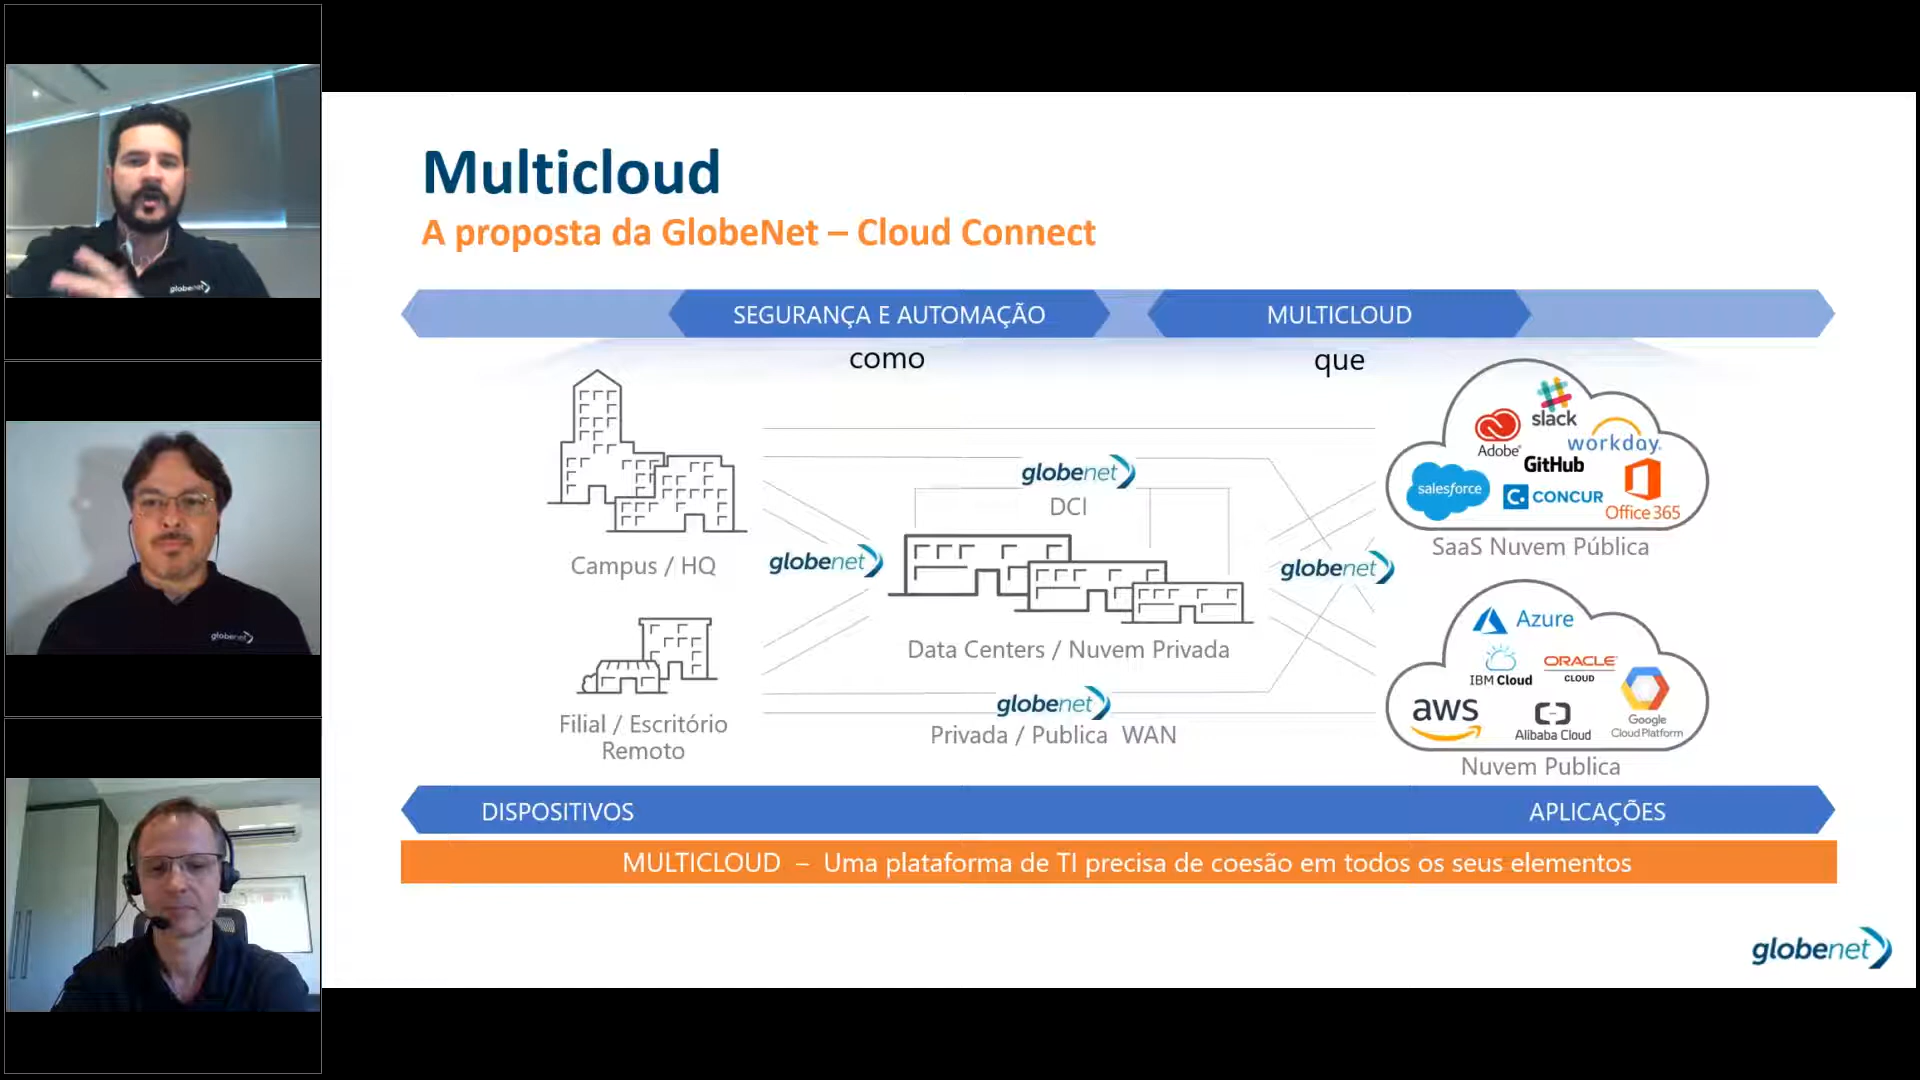 Multicloud
A proposta da GlobeNet – Cloud Connect
SEGURANÇA E AUTOMAÇÃO
MULTICLOUD
como
que
slack
Adobe
workday.
GitHub
salesforce
C. CONCUR
Office 365
SaaS Nuvem Pública
globenet
DCI
Campus / HQ
globenet
globenet
Data Centers / Nuvem Privada
Azure
IBM Cloud
ORACLE
CLOUD
aws
Alibaba Cloud
Google
Cloud Platform
Nuvem Publica
globenet
Privada / Publica WAN
Filial / Escritório
Remoto
DISPOSITIVOS
APLICAÇÕES
MULTICLOUD – Uma plataforma de TI precisa de coesão em todos os seus elementos
globenet
globenet
globenet